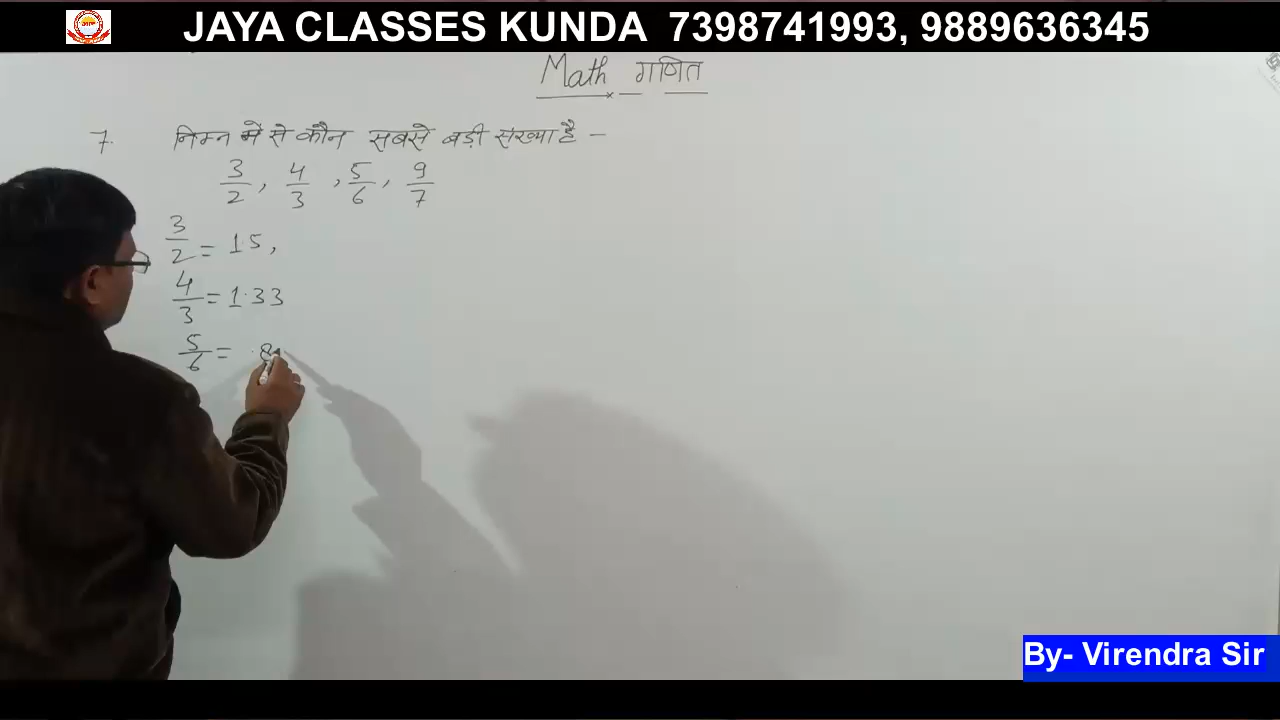 JAYA CLASSES KUNDA 7398741993, 9889636345
Math गणित
7. निम्न में से कौन सबसे बड़ी संख्या है –
3/2, 4/3, 5/6, 9/7
3/2 = 1.5,
4/3 = 1.33
5/6 = .8
By- Virendra Sir